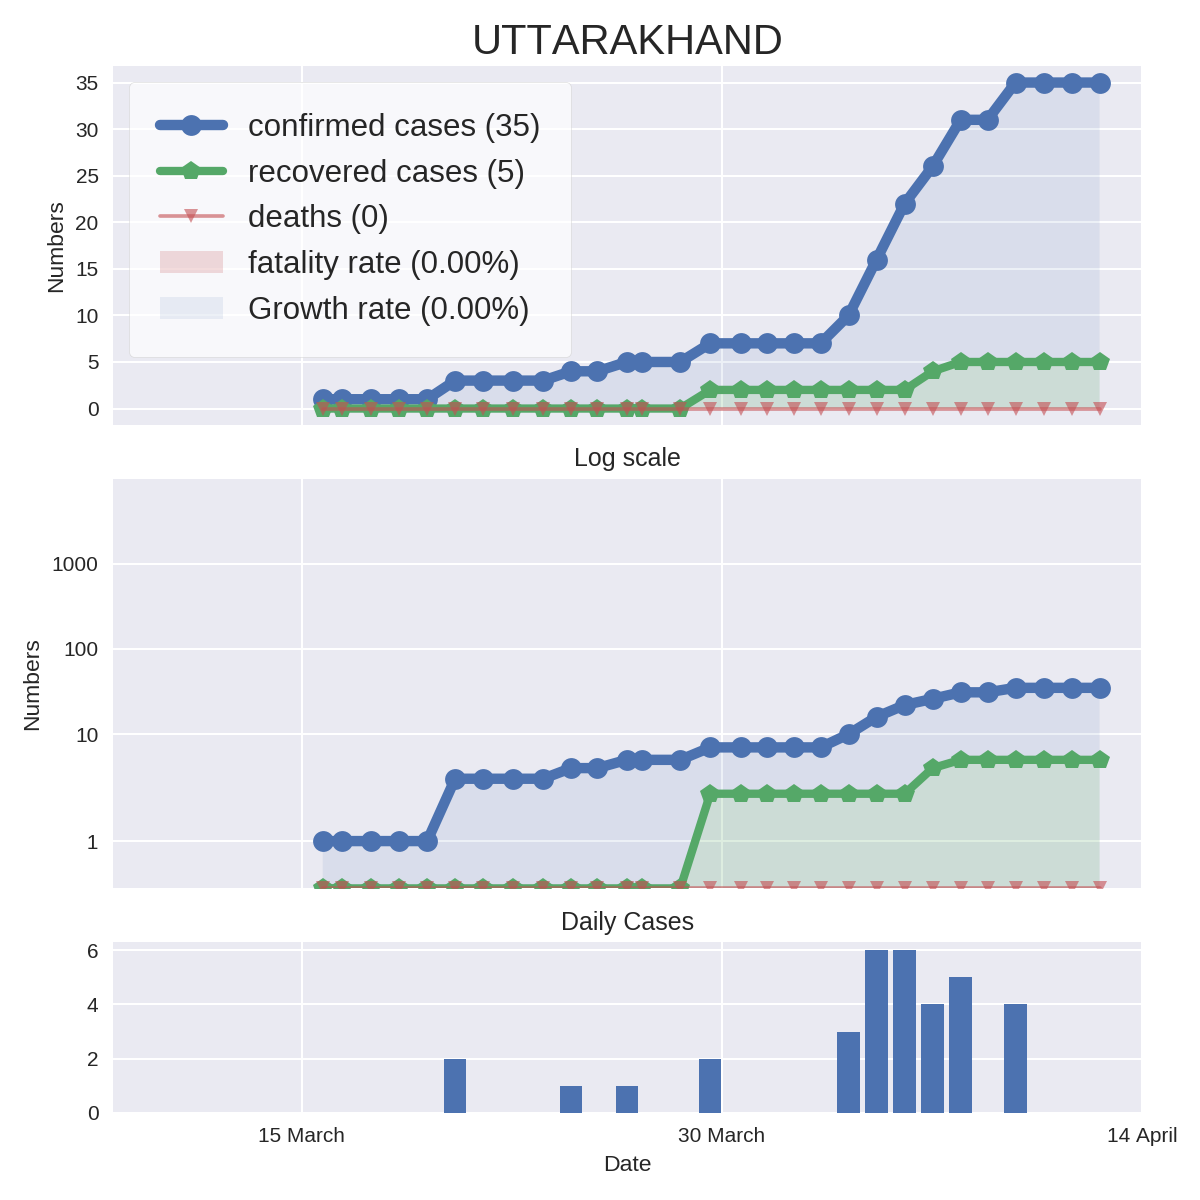 UTTARAKHAND
35
30
25
20
15
10
5
0
Numbers
confirmed cases (35)
recovered cases (5)
deaths (0)
fatality rate (0.00%)
Growth rate (0.00%)
Log scale
1000
100
10
1
Numbers
Daily Cases
6
4
2
0
15 March
30 March
14 April
Date